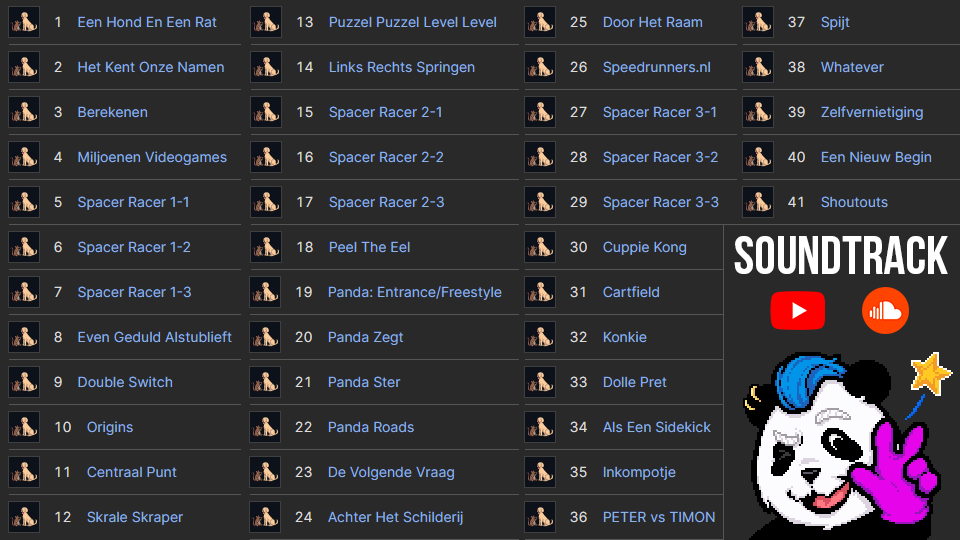 1 Een Hond En Een Rat
2 Het Kent Onze Namen
3 Berekenen
4 Miljoenen Videogames
5 Spacer Racer 1-1
6 Spacer Racer 1-2
7 Spacer Racer 1-3
8 Even Geduld Alstublieft
9 Double Switch
10 Origins
11 Centraal Punt
12 Skrale Skraper
13 Puzzel Puzzel Level Level
14 Links Rechts Springen
15 Spacer Racer 2-1
16 Spacer Racer 2-2
17 Spacer Racer 2-3
18 Peel The Eel
19 Panda: Entrance/Freestyle
20 Panda Zegt
21 Panda Ster
22 Panda Roads
23 De Volgende Vraag
24 Achter Het Schilderij
25 Door Het Raam
26 Speedrunners.nl
27 Spacer Racer 3-1
28 Spacer Racer 3-2
29 Spacer Racer 3-3
30 Cuppie Kong
31 Cartfield
32 Konkie
33 Dolle Pret
34 Als Een Sidekick
35 Inkompotje
36 PETER vs TIMON
37 Spijt
38 Whatever
39 Zelfvernietiging
40 Een Nieuw Begin
41 Shoutouts
SOUNDTRACK